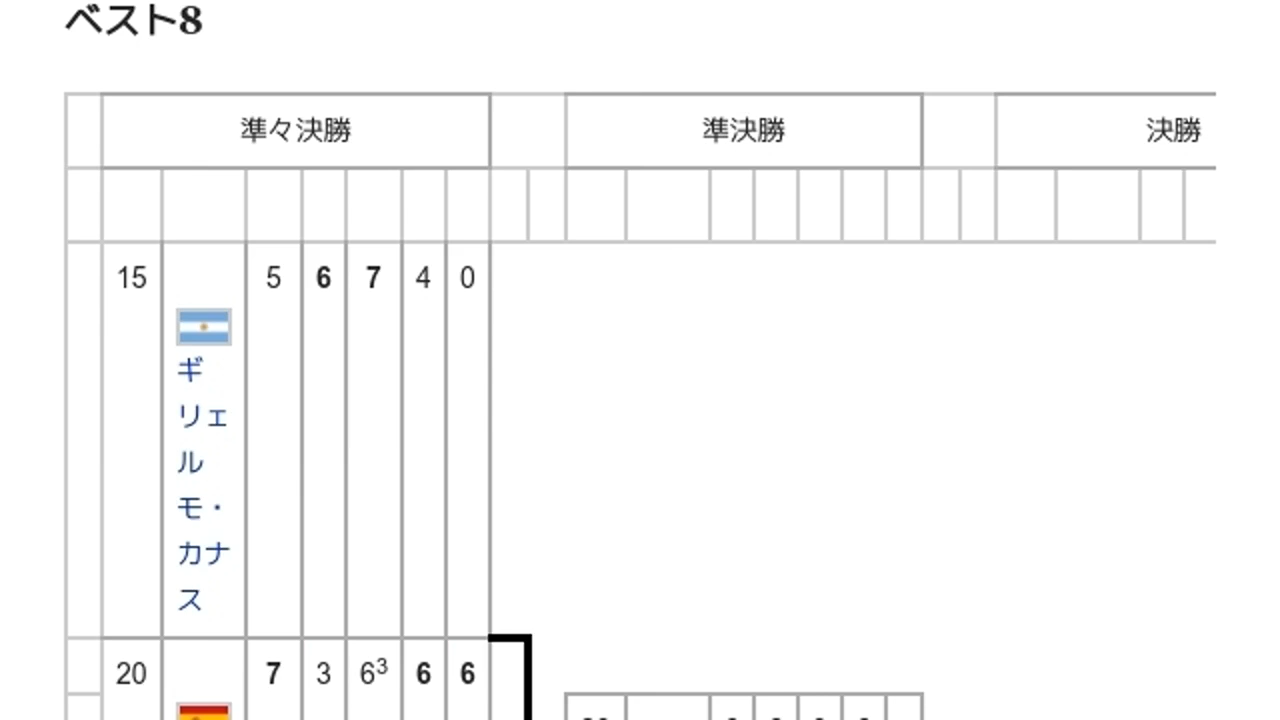 ベスト8
準々決勝 準決勝 決勝
15 5 6 7 4 0
ギ
リェ
ル
モ・
カナ
ス
20 7 3 6³ 6 6